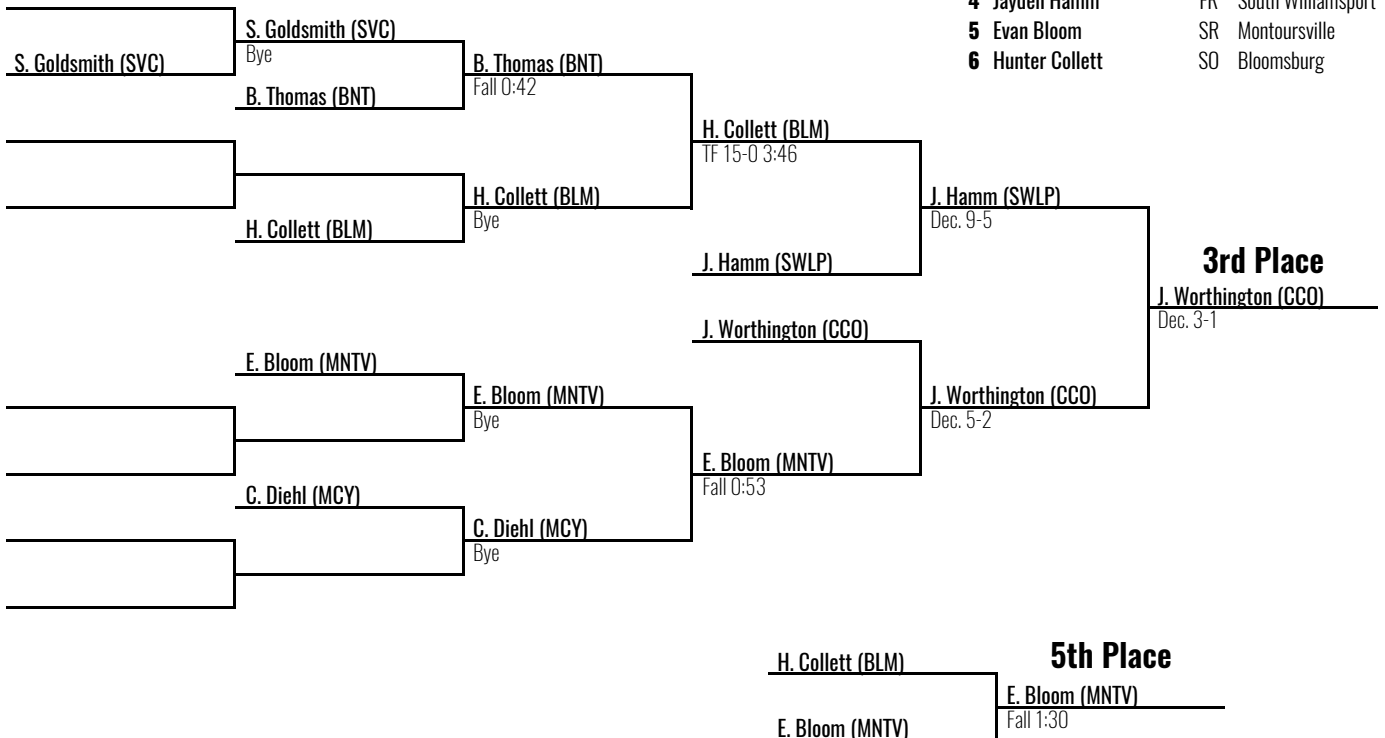 4 Jayden Hamm FR South Williamsport
5 Evan Bloom SR Montoursville
6 Hunter Collett SO Bloomsburg
S. Goldsmith (SVC)
S. Goldsmith (SVC)
Bye
B. Thomas (BNT)
B. Thomas (BNT)
Fall 0:42
H. Collett (BLM)
TF 15-0 3:46
H. Collett (BLM)
Bye
H. Collett (BLM)
J. Hamm (SWLP)
Dec. 9-5
J. Hamm (SWLP)
3rd Place
J. Worthington (CCO)
Dec. 3-1
J. Worthington (CCO)
E. Bloom (MNTV)
E. Bloom (MNTV)
Bye
J. Worthington (CCO)
Dec. 5-2
E. Bloom (MNTV)
Fall 0:53
C. Diehl (MCY)
C. Diehl (MCY)
Bye
5th Place
H. Collett (BLM)
E. Bloom (MNTV)
Fall 1:30
E. Bloom (MNTV)